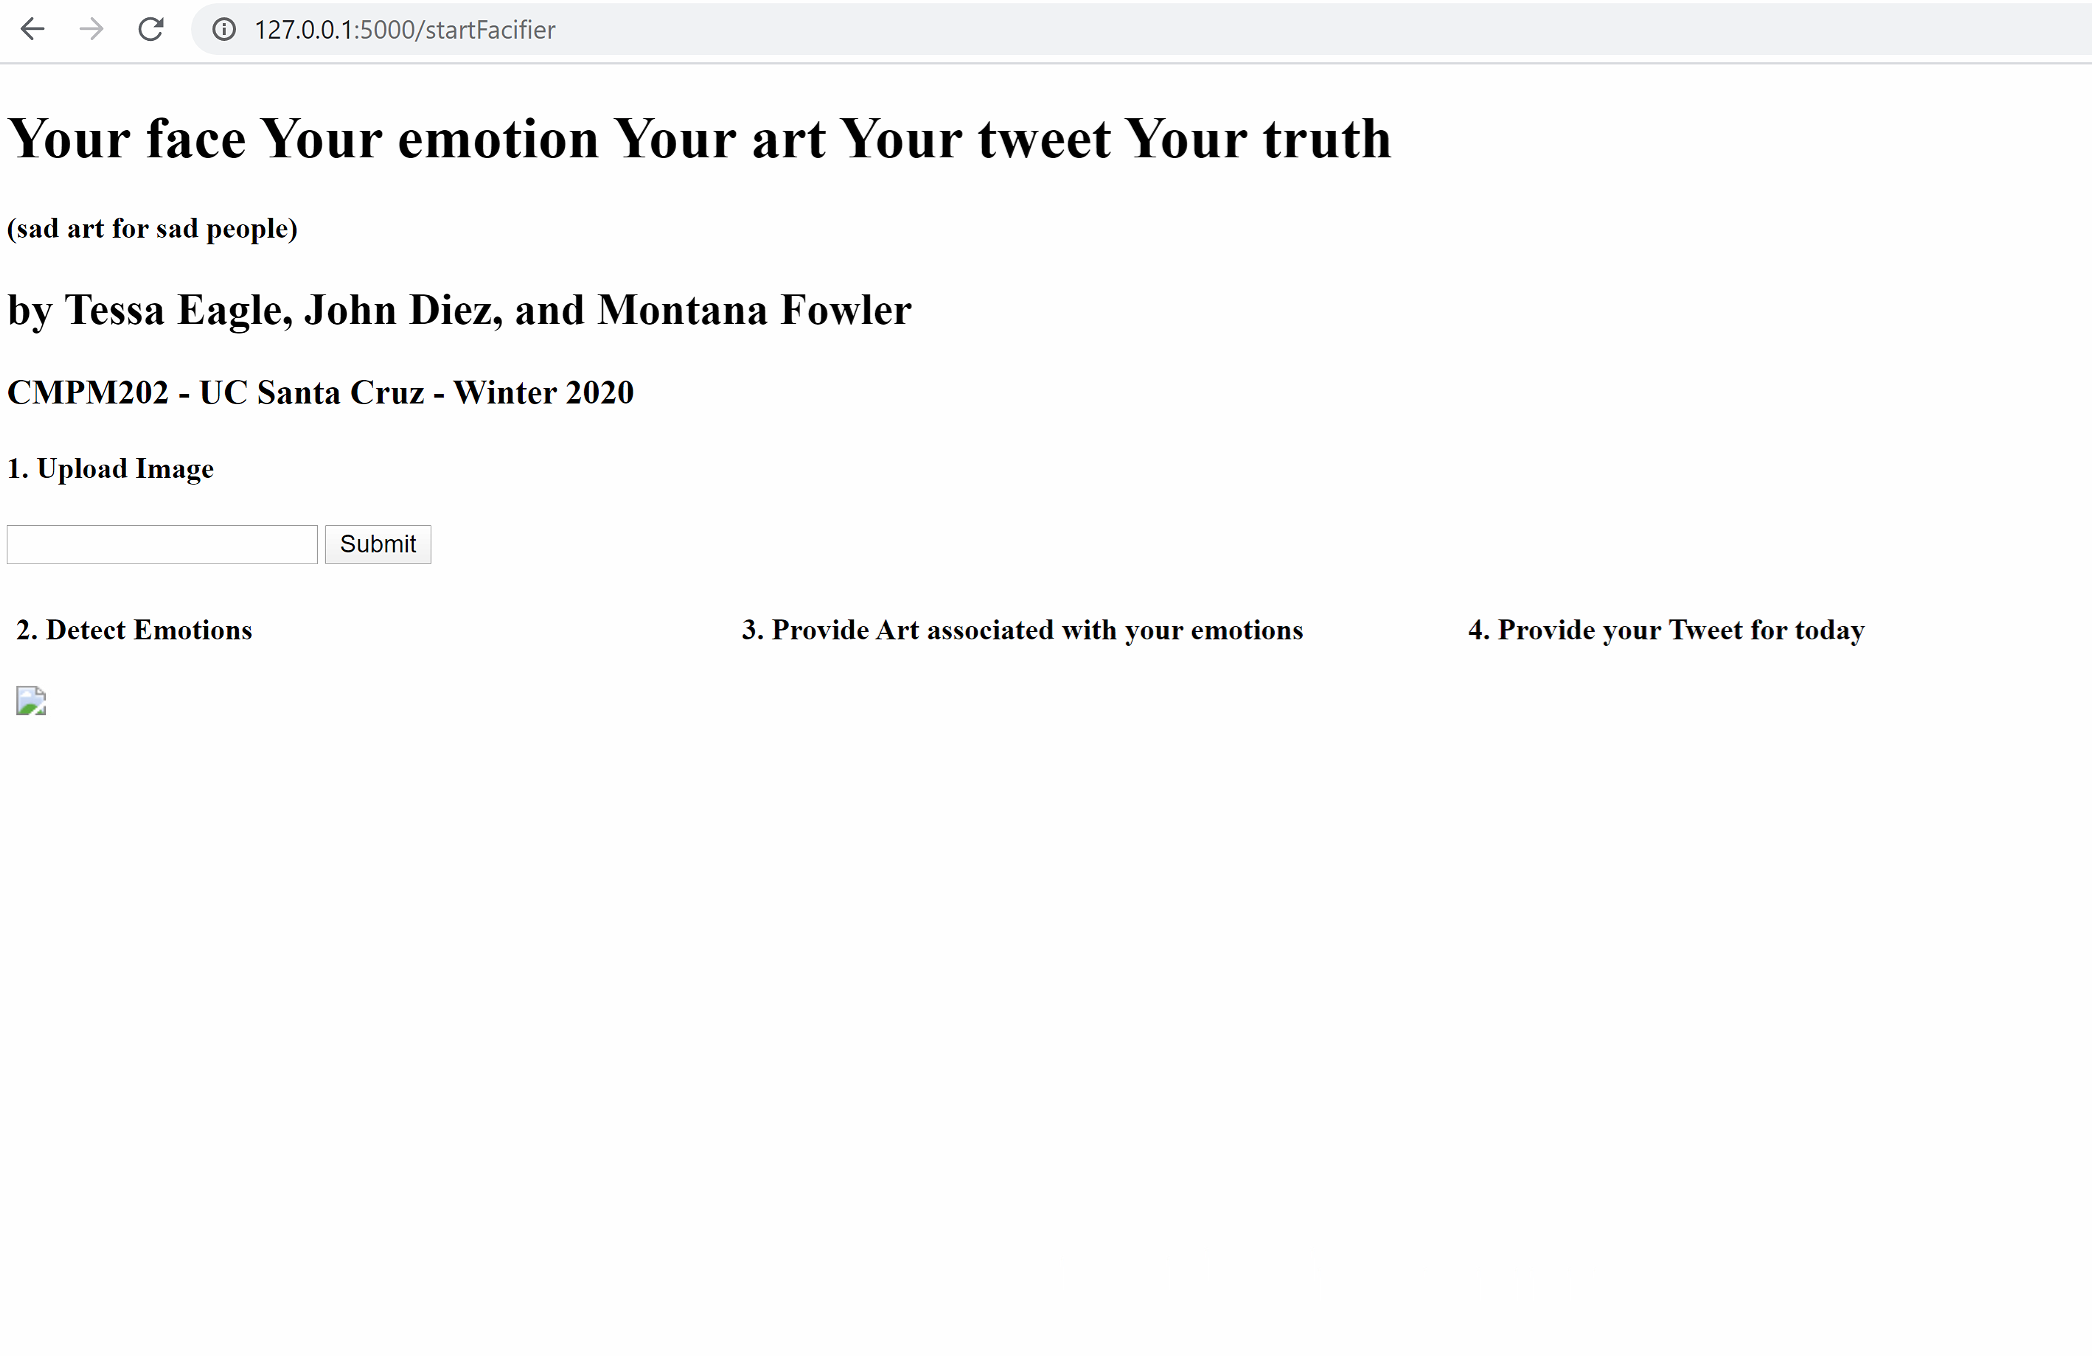 127.0.0.1:5000/startFacifier
Your face Your emotion Your art Your tweet Your truth
(sad art for sad people)
by Tessa Eagle, John Diez, and Montana Fowler
CMPM202 - UC Santa Cruz - Winter 2020
1. Upload Image
Submit
2. Detect Emotions
3. Provide Art associated with your emotions
4. Provide your Tweet for today